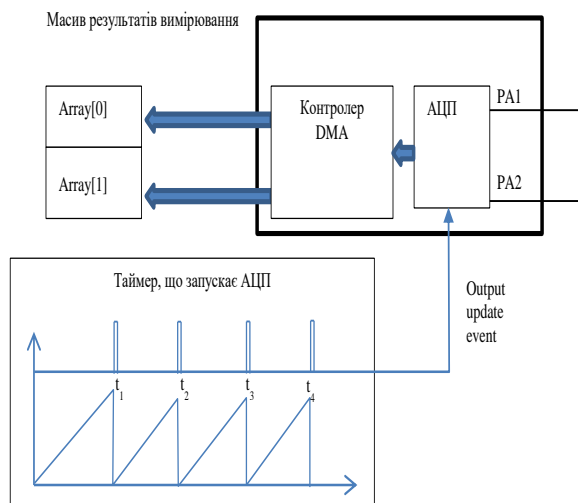 Масив результатів вимірювання
Array[0]
Array[1]
Контролер
DMA
АЦП
PA1
PA2
Таймер, що запускає АЦП
t1
t2
t3
t4
Output
update
event